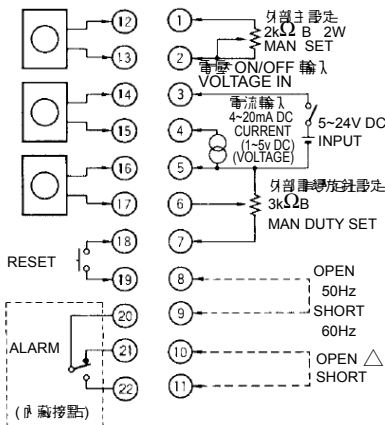 12
13
14
15
16
17
18
19
20
21
22
RESET
ALARM
1
2
3
4
5
6
7
8
9
10
11
外部主設定
2kΩ B 2W
MAN SET
電壓 ON/OFF 輸入
VOLTAGE IN
電流輸入
4~20mA DC
CURRENT
(1~5v DC)
(VOLTAGE)
5~24V DC
INPUT
3kΩB
MAN DUTY SET
OPEN
50Hz
SHORT
60Hz
OPEN △
SHORT